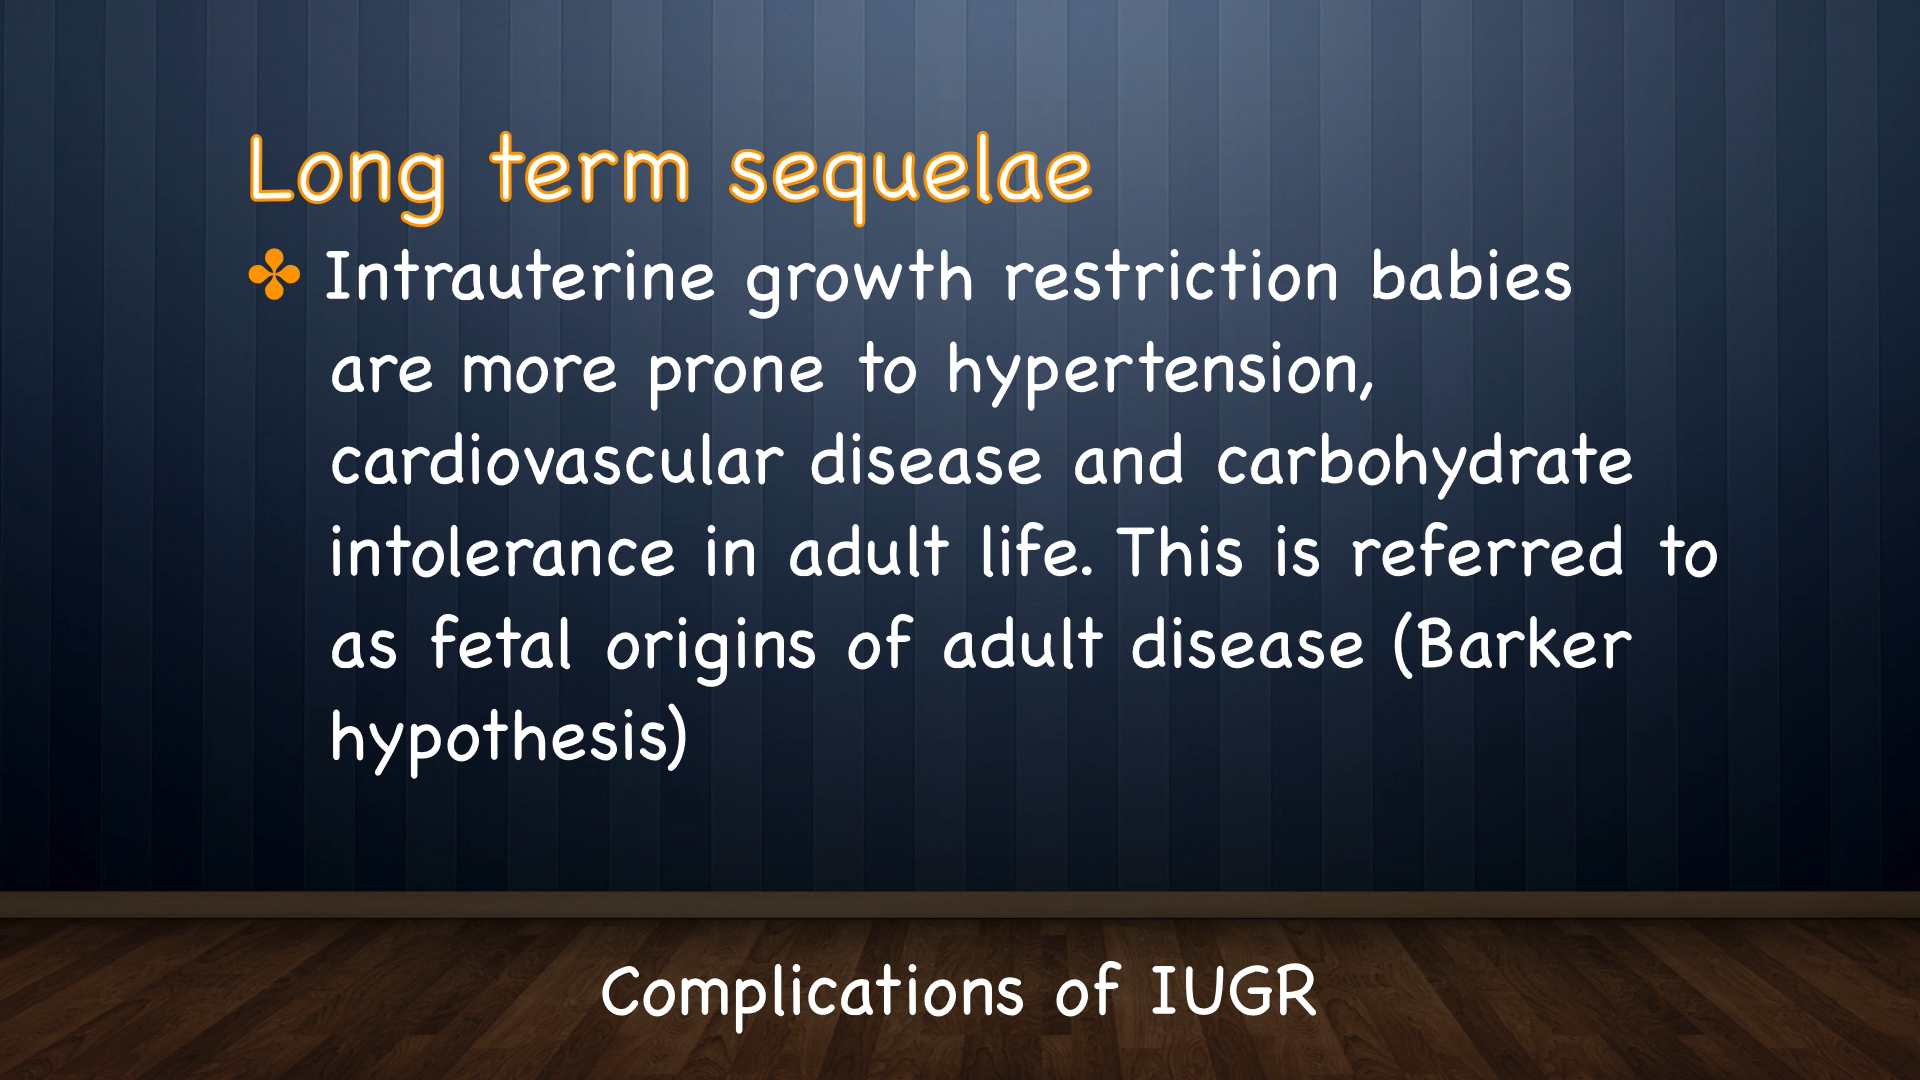 Long term sequelae
✤ Intrauterine growth restriction babies
are more prone to hypertension,
cardiovascular disease and carbohydrate
intolerance in adult life. This is referred to
as fetal origins of adult disease (Barker
hypothesis)
Complications of IUGR